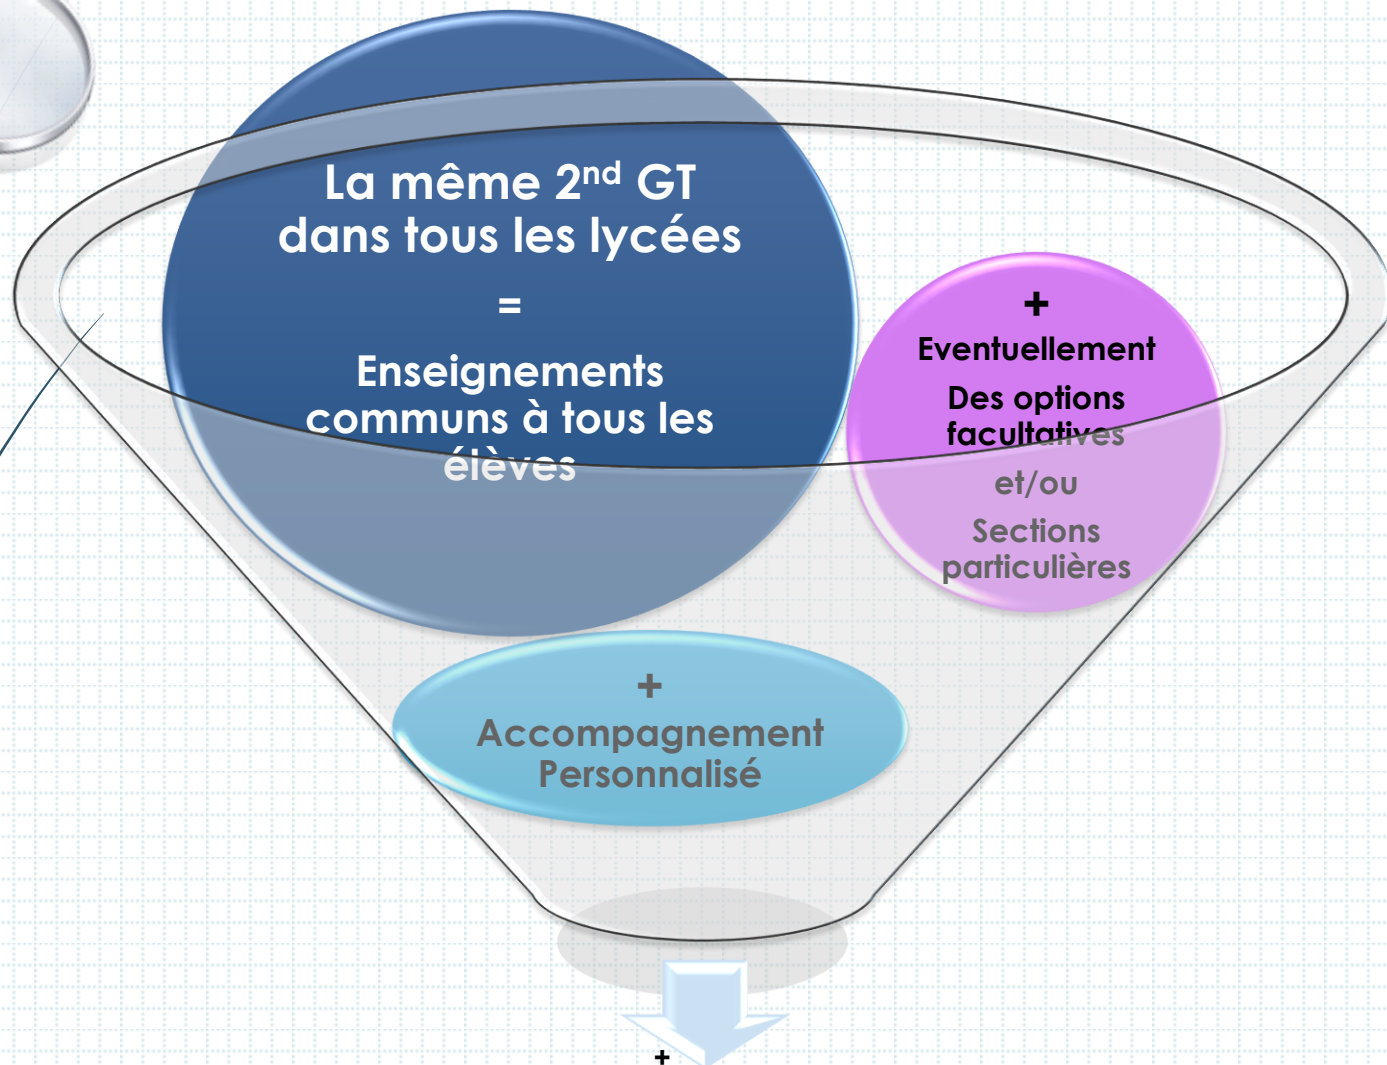 La même 2nd GT
dans tous les lycées
=
Enseignements
communs à tous les
élèves
+
Eventuellement
Des options
facultatives
et/ou
Sections
particulières
+
Accompagnement
Personnalisé
+